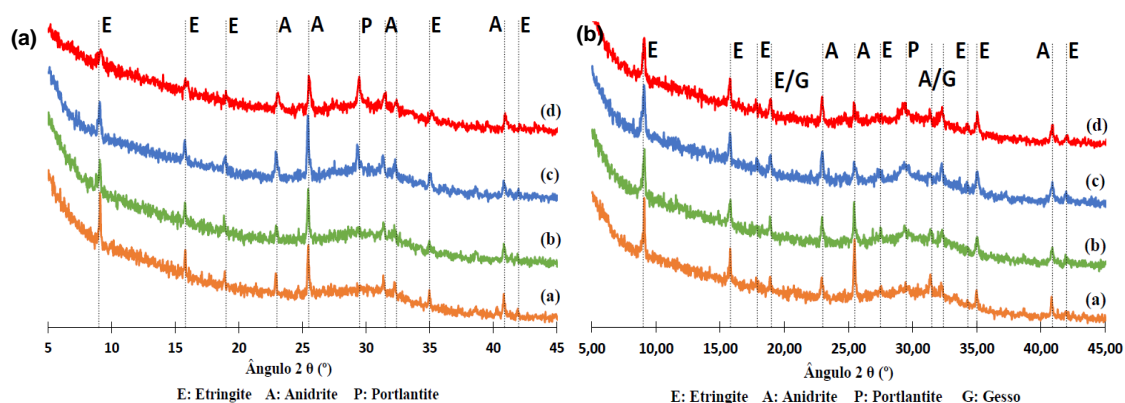 (a)
E E E A A P A E A E
(d)
(c)
(b)
(a)
5 10 15 20 25 30 35 40 45
Ângulo 2 θ (º)
E: Etringite A: Anidrite P: Portlantite
(b)
E E E A A E P E E A E
E/G A/G
(d)
(c)
(b)
(a)
5,00 10,00 15,00 20,00 25,00 30,00 35,00 40,00 45,00
Ângulo 2 θ (º)
E: Etringite A: Anidrite P: Portlantite G: Gesso